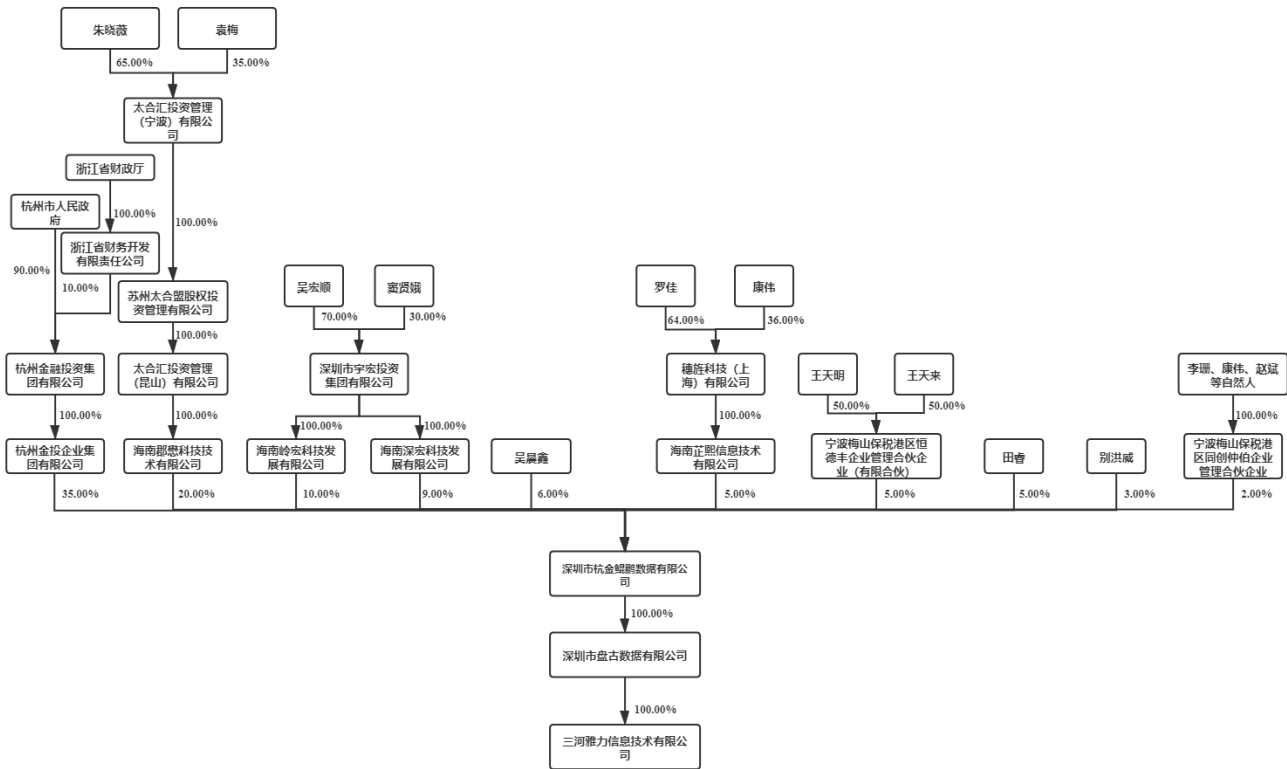 朱晓薇
袁梅
65.00%
35.00%
太合汇投资管理
（宁波）有限公
司
浙江省财政厅
杭州市人民政
府
100.00%
100.00%
浙江省财务开发
有限责任公司
90.00%
10.00%
苏州太合盟股权投
资管理有限公司
吴宏顺
窦贤娥
罗佳
康伟
70.00%
30.00%
64.00%
36.00%
100.00%
杭州金融投资集
团有限公司
太合汇投资管理
（昆山）有限公司
深圳市宇宏投资
集团有限公司
穗旌科技（上
海）有限公司
王天明
王天来
李珊、康伟、赵斌
等自然人
100.00%
100.00%
100.00%
100.00%
100.00%
50.00%
50.00%
100.00%
杭州金投企业集
团有限公司
海南郡懋科技技
术有限公司
海南岭宏科技发
展有限公司
海南深宏科技发
展有限公司
吴晨鑫
海南芷熙信息技术
有限公司
宁波梅山保税港区恒
德丰企业管理合伙企
业（有限合伙）
田睿
别洪威
宁波梅山保税港
区同创仲伯企业
管理合伙企业
35.00%
20.00%
10.00%
9.00%
6.00%
5.00%
5.00%
5.00%
3.00%
2.00%
深圳市杭金鲲鹏数据有限公
司
100.00%
深圳市盘古数据有限公司
100.00%
三河雅力信息技术有限公
司